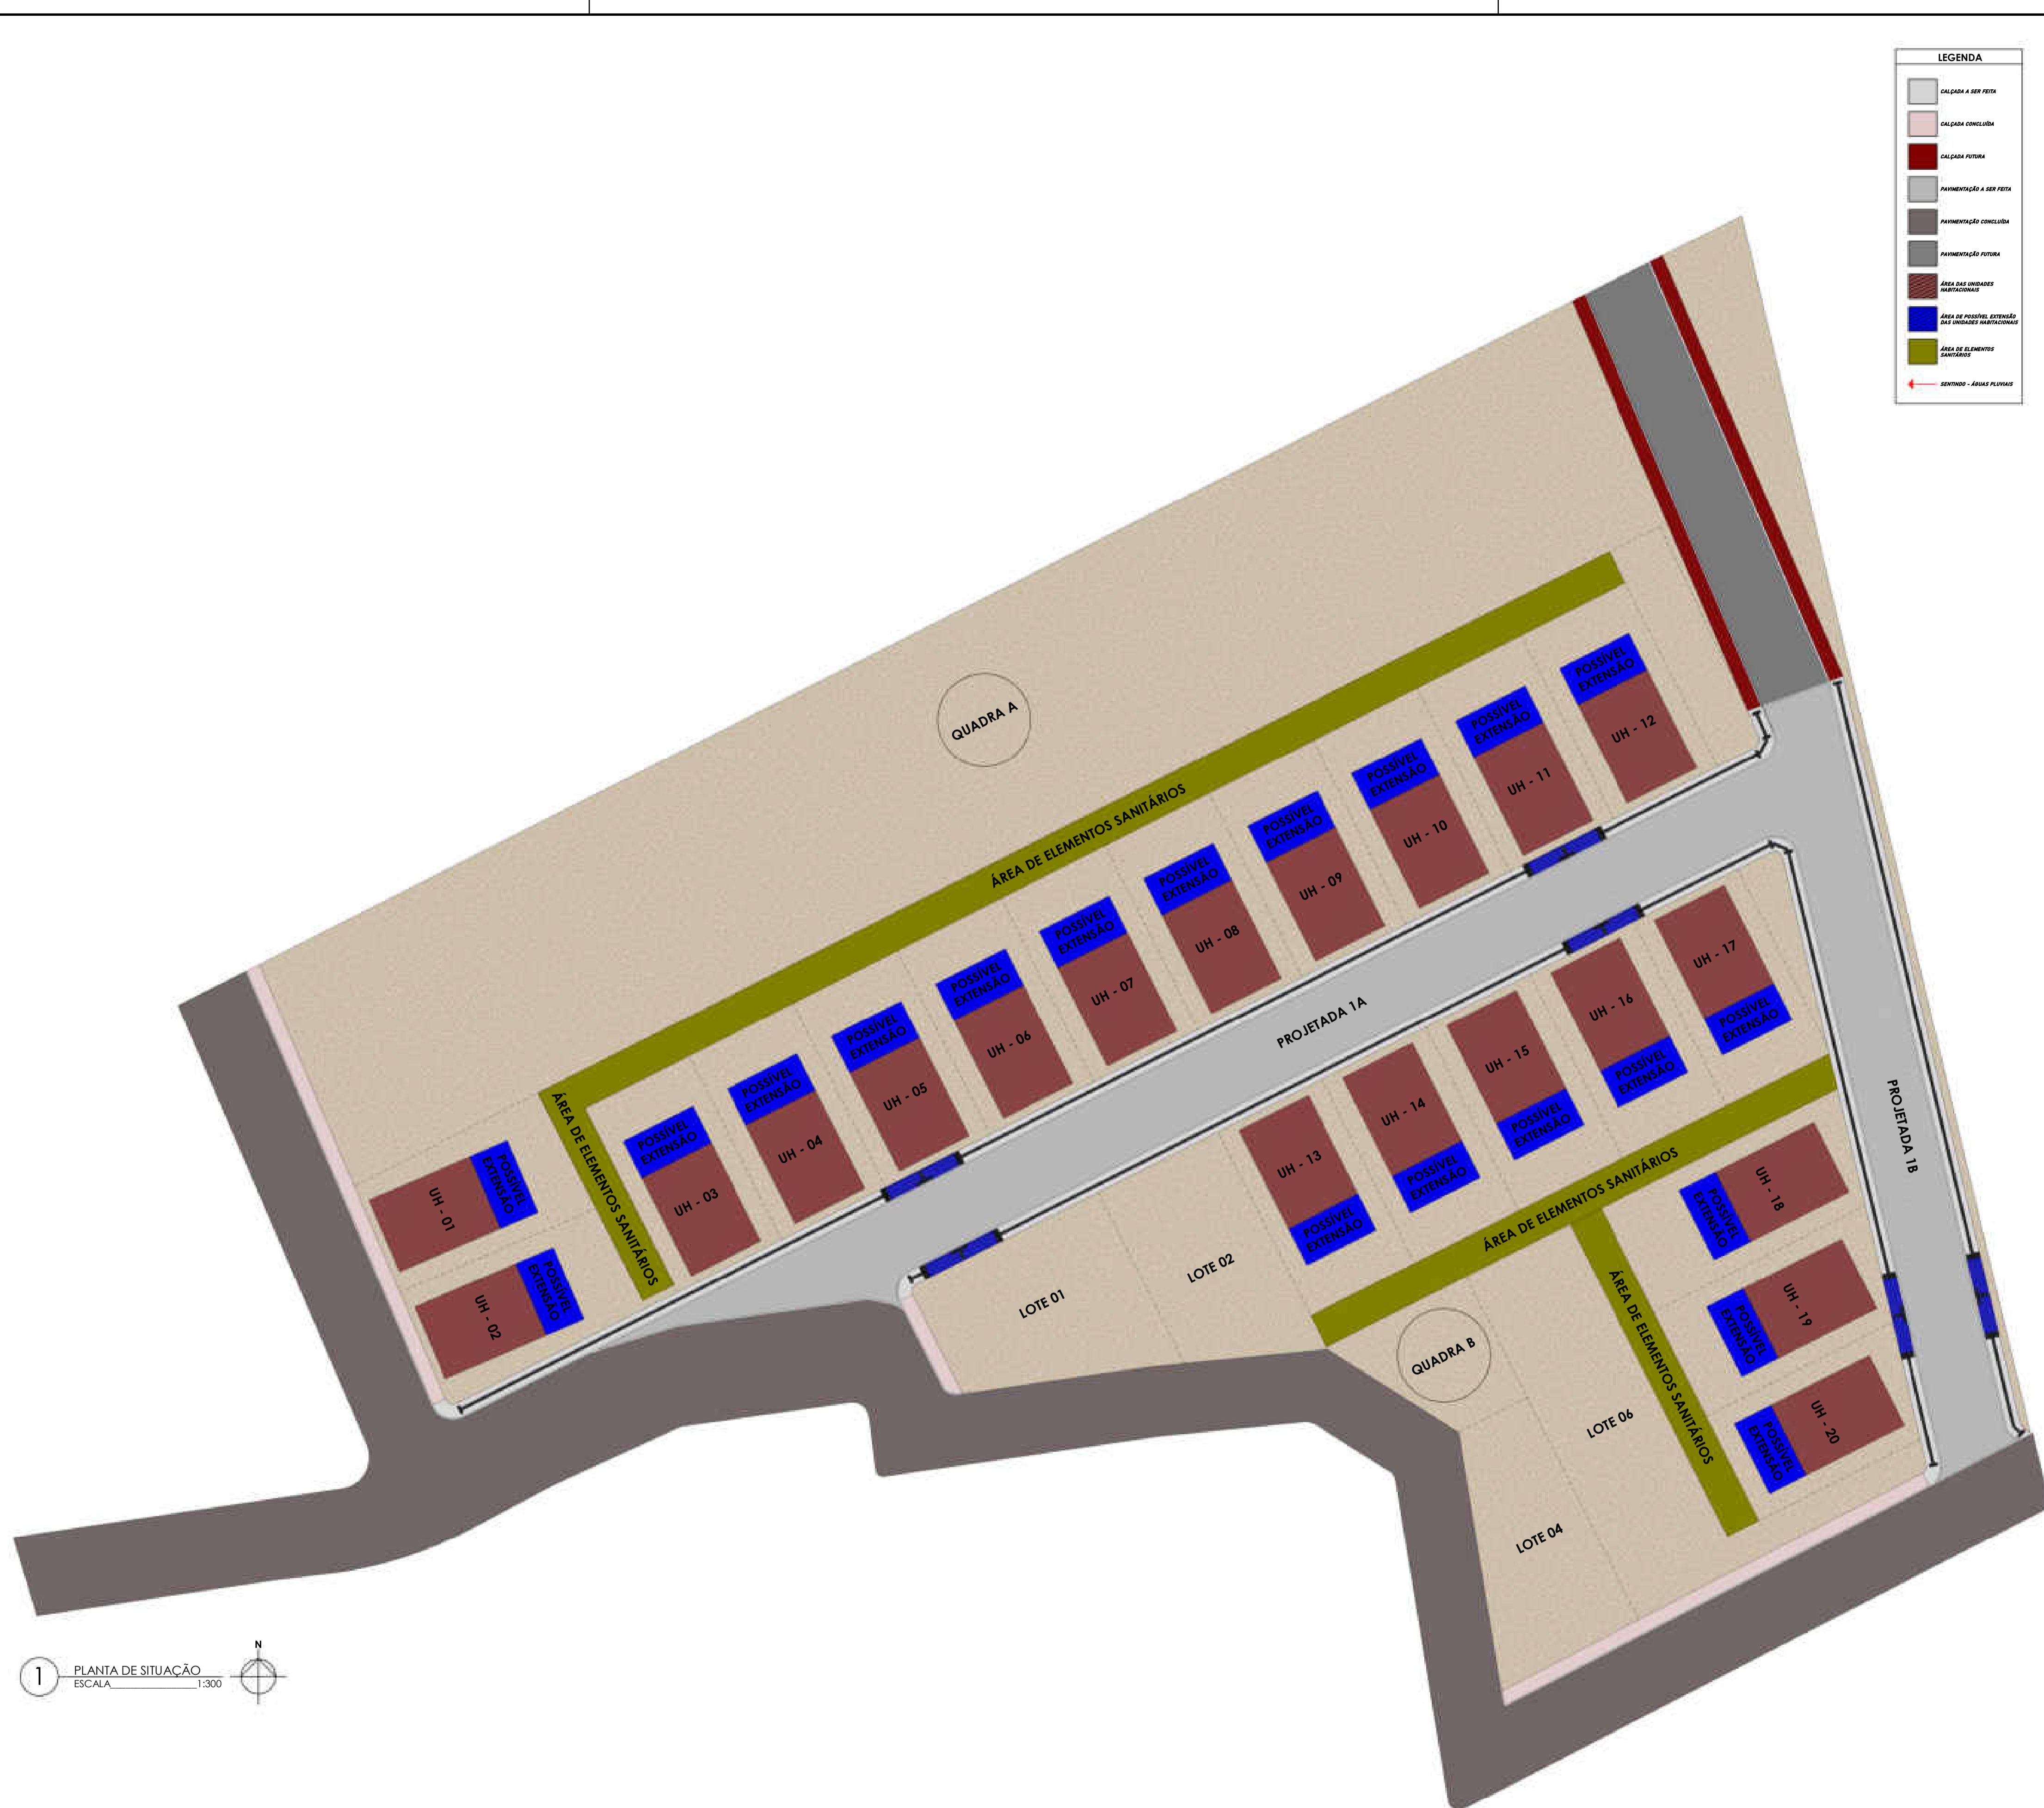 LEGENDA
CALÇADA A SER FEITA
CALÇADA CONCLUÍDA
CALÇADA FUTURA
PAVIMENTAÇÃO A SER FEITA
PAVIMENTAÇÃO CONCLUÍDA
PAVIMENTAÇÃO FUTURA
ÁREA DAS UNIDADES
HABITACIONAIS
ÁREA DE POSSÍVEL EXTENSÃO
DAS UNIDADES HABITACIONAIS
ÁREA DE ELEMENTOS
SANITÁRIOS
SENTINDO - ÁGUAS PLUVIAIS
QUADRA A
ÁREA DE ELEMENTOS SANITÁRIOS
ÁREA DE ELEMENTOS SANITÁRIOS
UH - 01
POSSÍVEL
EXTENSÃO
UH - 02
POSSÍVEL
EXTENSÃO
POSSÍVEL
EXTENSÃO
UH - 03
POSSÍVEL
EXTENSÃO
UH - 04
POSSÍVEL
EXTENSÃO
UH - 05
POSSÍVEL
EXTENSÃO
UH - 06
POSSÍVEL
EXTENSÃO
UH - 07
POSSÍVEL
EXTENSÃO
UH - 08
POSSÍVEL
EXTENSÃO
UH - 09
POSSÍVEL
EXTENSÃO
UH - 10
POSSÍVEL
EXTENSÃO
UH - 11
POSSÍVEL
EXTENSÃO
UH - 12
PROJETADA 1A
PROJETADA 1B
LOTE 01
LOTE 02
UH - 13
POSSÍVEL
EXTENSÃO
UH - 14
POSSÍVEL
EXTENSÃO
UH - 15
POSSÍVEL
EXTENSÃO
UH - 16
POSSÍVEL
EXTENSÃO
UH - 17
POSSÍVEL
EXTENSÃO
ÁREA DE ELEMENTOS SANITÁRIOS
QUADRA B
ÁREA DE ELEMENTOS SANITÁRIOS
UH - 18
POSSÍVEL
EXTENSÃO
UH - 19
POSSÍVEL
EXTENSÃO
UH - 20
POSSÍVEL
EXTENSÃO
LOTE 06
LOTE 04
N
1
PLANTA DE SITUAÇÃO
ESCALA 1:300